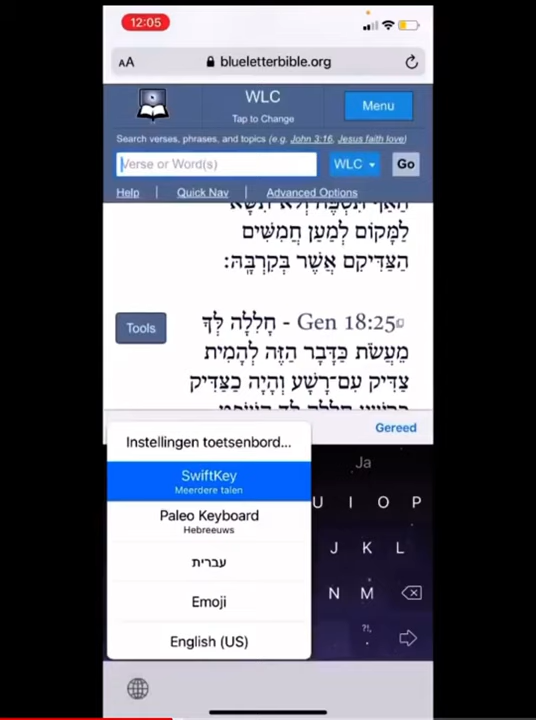 12:05
AA
blueletterbible.org
WLC
Tap to Change
Menu
Search verses, phrases, and topics (e.g. John 3:16, Jesus faith love)
Verse or Word(s)
WLC
Go
Help | Quick Nav | Advanced Options
הַאַף תִּסְפֶּה וְלֹא תִשָּׂא
לַמָּקוֹם לְמַעַן חֲמִשִּׁים
הַצַּדִּיקִם אֲשֶׁר בְּקִרְבָּהּ׃
Tools
Gen 18:25 - חָלִלָה לְּךָ
מֵעֲשֹׂת כַּדָּבָר הַזֶּה לְהָמִית
צַדִּיק עִם־רָשָׁע וְהָיָה כַצַּדִּיק
Gereed
Instellingen toetsenbord...
SwiftKey
Meerdere talen
Paleo Keyboard
Hebreeuws
עברית
Emoji
English (US)
Ja
U I O P
J K L
N M
?!,